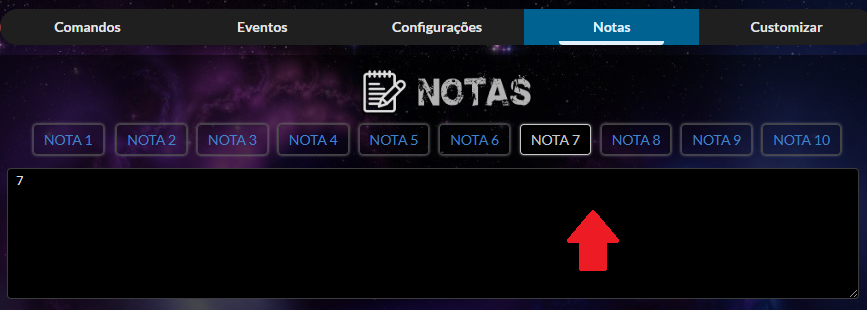 Comandos Eventos Configurações Notas Customizar
NOTAS
NOTA 1 NOTA 2 NOTA 3 NOTA 4 NOTA 5 NOTA 6 NOTA 7 NOTA 8 NOTA 9 NOTA 10
7